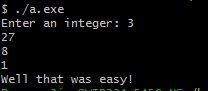 $ ./a.exe
Enter an integer: 3
27
8
1
Well that was easy!